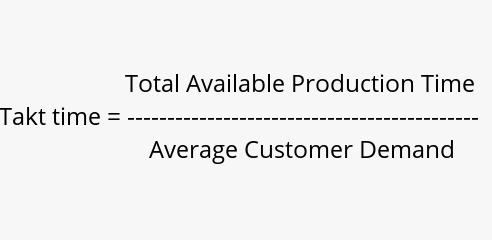 Total Available Production Time
Takt time = --------------------------------------------
Average Customer Demand